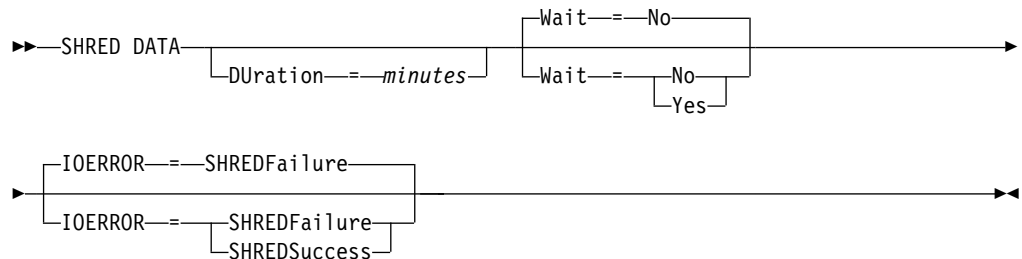 Wait = No
SHRED DATA
DUration = minutes
Wait = No
Yes
IOERROR = SHREDFailure
IOERROR = SHREDFailure
SHREDSuccess